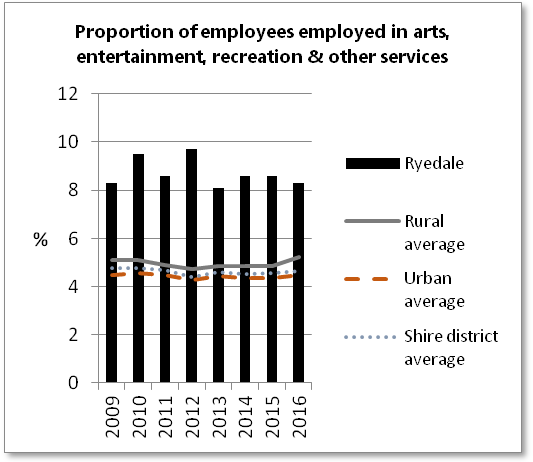 Proportion of employees employed in arts,
entertainment, recreation & other services
12
10
8
6
4
2
0
%
2009
2010
2011
2012
2013
2014
2015
2016
Ryedale
Rural
average
Urban
average
Shire district
average